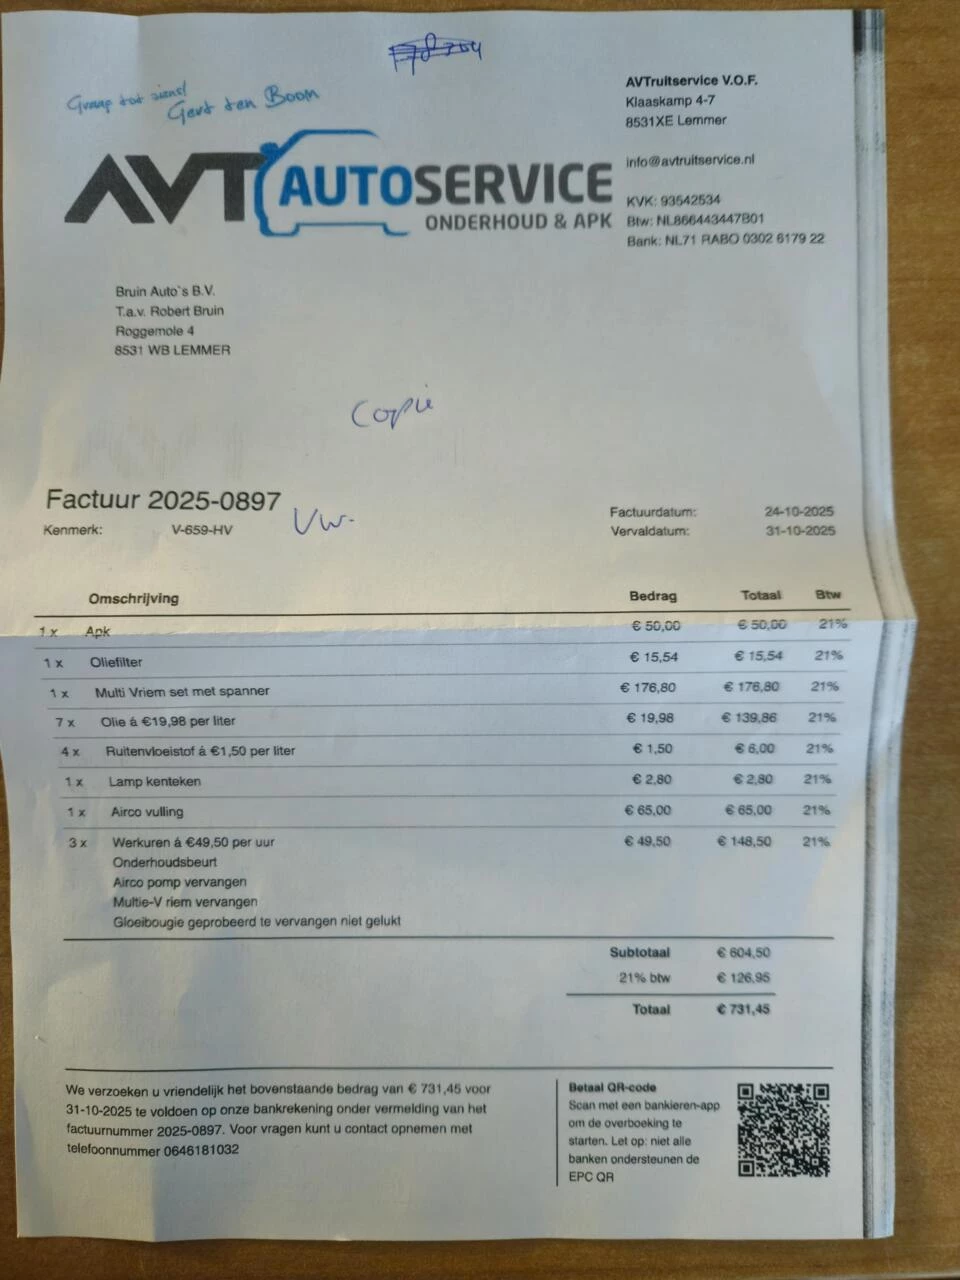 Graag tot ziens!
Gert ten Boom
AVT AUTOSERVICE
ONDERHOUD & APK
AVTruitservice V.O.F.
Klaaskamp 4-7
8531XE Lemmer
info@avtruitservice.nl
KVK: 93542534
Btw: NL866443447B01
Bank: NL71 RABO 0302 6179 22
Bruin Auto`s B.V.
T.a.v. Robert Bruin
Roggemole 4
8531 WB LEMMER
Copie
Factuur 2025-0897
Kenmerk: V-659-HV
Vw.
Factuurdatum: 24-10-2025
Vervaldatum: 31-10-2025
Omschrijving Bedrag Totaal Btw
1 x Apk € 50,00 € 50,00 21%
1 x Oliefilter € 15,54 € 15,54 21%
1 x Multi Vriem set met spanner € 176,80 € 176,80 21%
7 x Olie á €19,98 per liter € 19,98 € 139,86 21%
4 x Ruitenvloeistof á €1,50 per liter € 1,50 € 6,00 21%
1 x Lamp kenteken € 2,80 € 2,80 21%
1 x Airco vulling € 65,00 € 65,00 21%
3 x Werkuren á €49,50 per uur € 49,50 € 148,50 21%
Onderhoudsbeurt
Airco pomp vervangen
Multie-V riem vervangen
Gloeibougie geprobeerd te vervangen niet gelukt
Subtotaal € 604,50
21% btw € 126,95
Totaal € 731,45
We verzoeken u vriendelijk het bovenstaande bedrag van € 731,45 voor
31-10-2025 te voldoen op onze bankrekening onder vermelding van het
factuurnummer 2025-0897. Voor vragen kunt u contact opnemen met
telefoonnummer 0646181032
Betaal QR-code
Scan met een bankieren-app
om de overboeking te
starten. Let op: niet alle
banken ondersteunen de
EPC QR